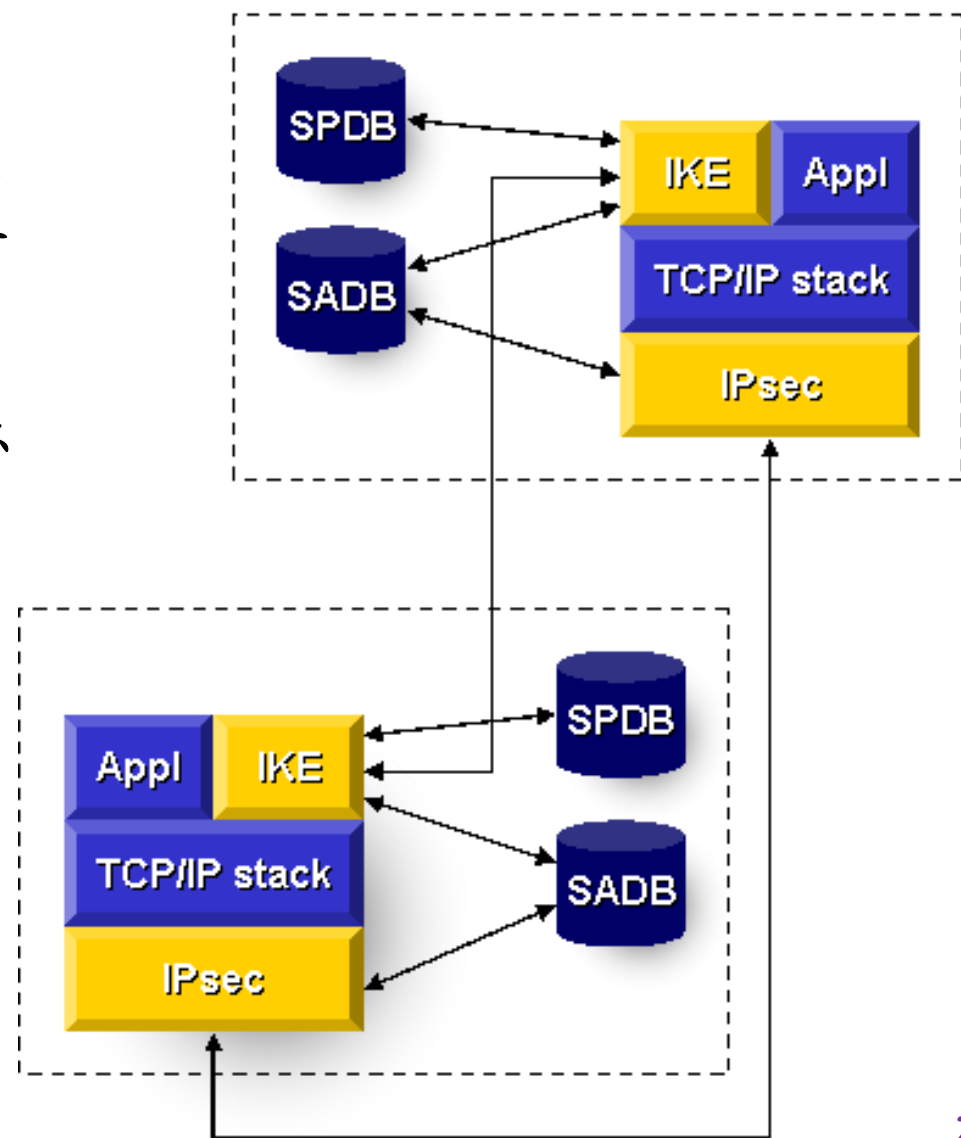 SPDB
IKE Appl
SADB
TCP/IP stack
IPsec
SPDB
Appl IKE
TCP/IP stack
SADB
IPsec